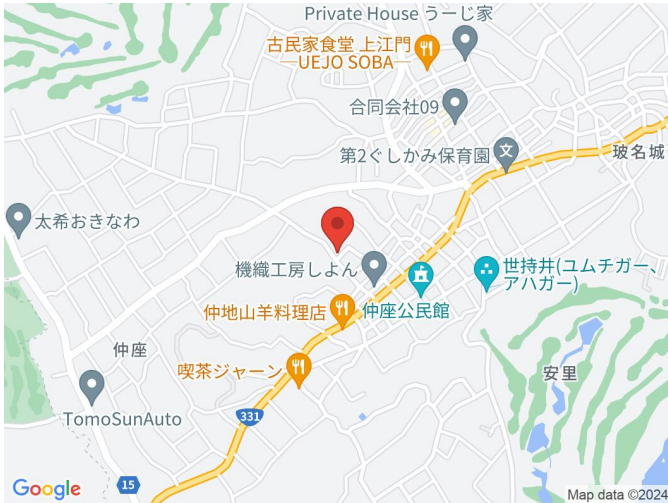 Private House うーじ家
古民家食堂 上江門
―UEJO SOBA―
合同会社09
第2ぐしかみ保育園
玻名城
太希おきなわ
機織工房しよん
世持井(ユムチガー、
アハガー)
仲地山羊料理店
仲座公民館
仲座
喫茶ジャーン
安里
TomoSunAuto
331
15
Google
Map data ©2024